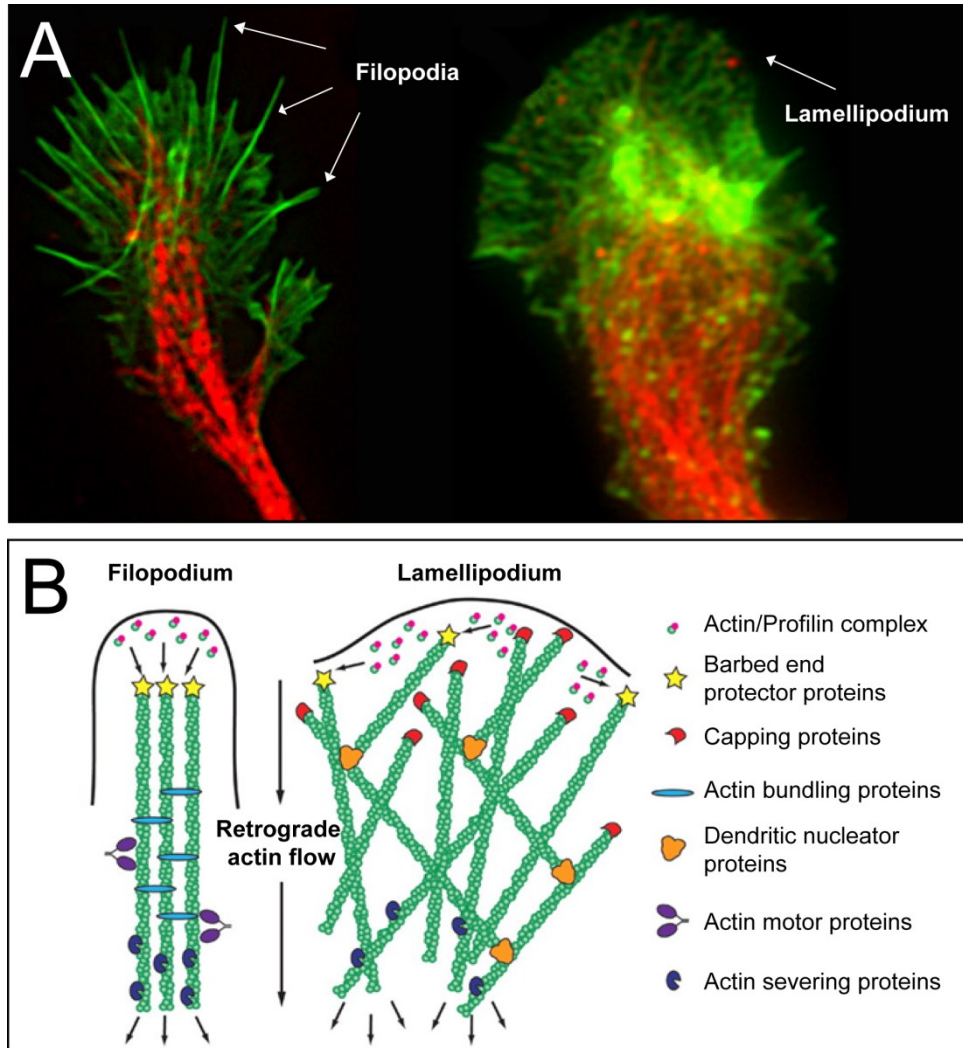 A
Filopodia
Lamellipodium
B
Filopodium
Lamellipodium
Retrograde
actin flow
Actin/Profilin complex
Barbed end
protector proteins
Capping proteins
Actin bundling proteins
Dendritic nucleator
proteins
Actin motor proteins
Actin severing proteins